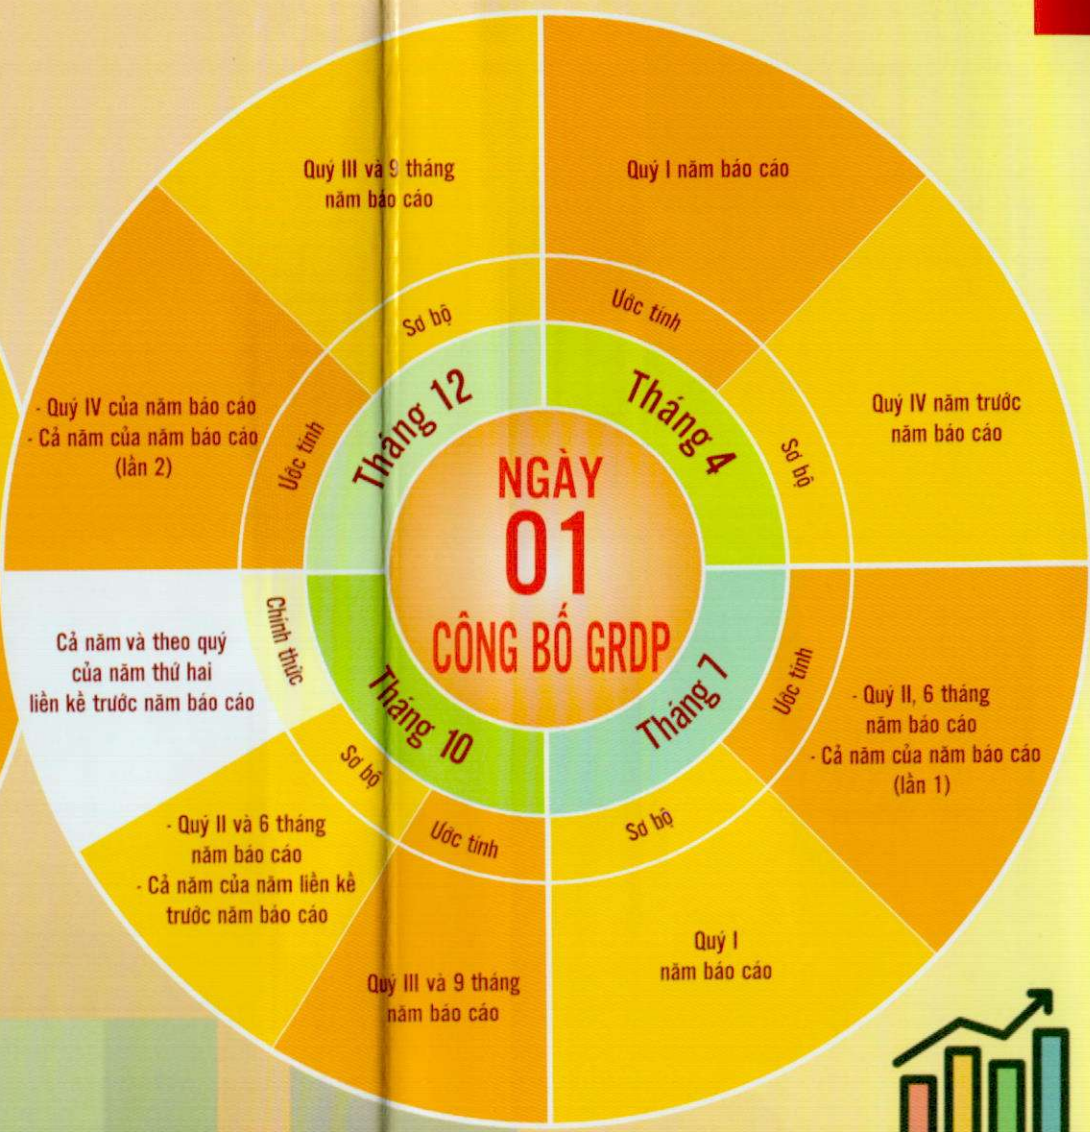 NGÀY
01
CÔNG BỐ GRDP
Tháng 4
Ước tính
Quý I năm báo cáo
Sơ bộ
Quý IV năm trước
năm báo cáo
Tháng 7
Ước tính
- Quý II, 6 tháng
năm báo cáo
- Cả năm của năm báo cáo
(lần 1)
Sơ bộ
Quý I
năm báo cáo
Tháng 10
Ước tính
Quý III và 9 tháng
năm báo cáo
Sơ bộ
- Quý II và 6 tháng
năm báo cáo
- Cả năm của năm liền kề
trước năm báo cáo
Chính thức
Cả năm và theo quý
của năm thứ hai
liền kề trước năm báo cáo
Tháng 12
Ước tính
- Quý IV của năm báo cáo
- Cả năm của năm báo cáo
(lần 2)
Sơ bộ
Quý III và 9 tháng
năm báo cáo